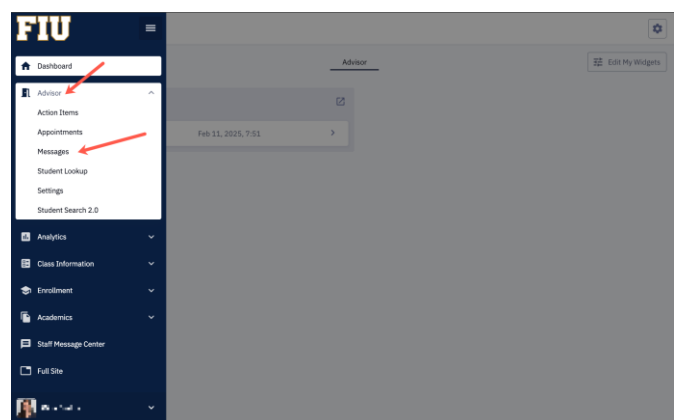 FIU
Dashboard
Advisor
Edit My Widgets
Advisor
Action Items
Appointments
Messages
Feb 11, 2025, 7:51
Student Lookup
Settings
Student Search 2.0
Analytics
Class Information
Enrollment
Academics
Staff Message Center
Full Site